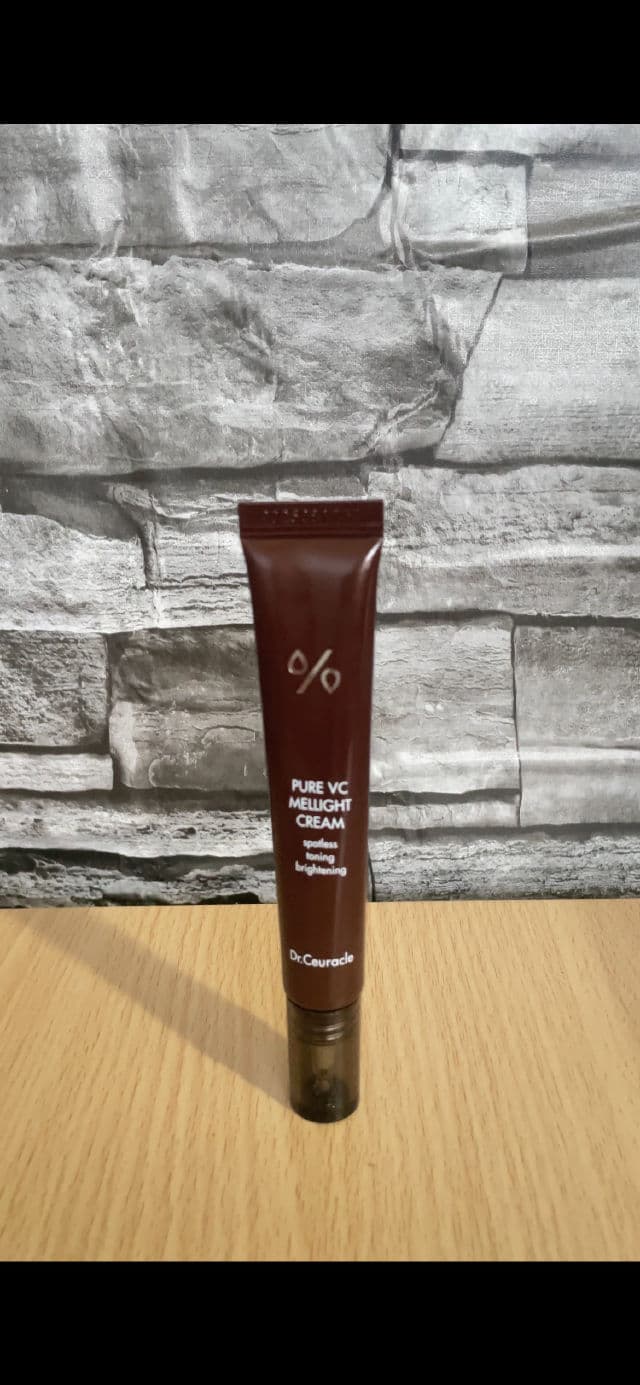 %
PURE VC
MELLIGHT
CREAM
spotless
toning
brightening
Dr.Ceuracle